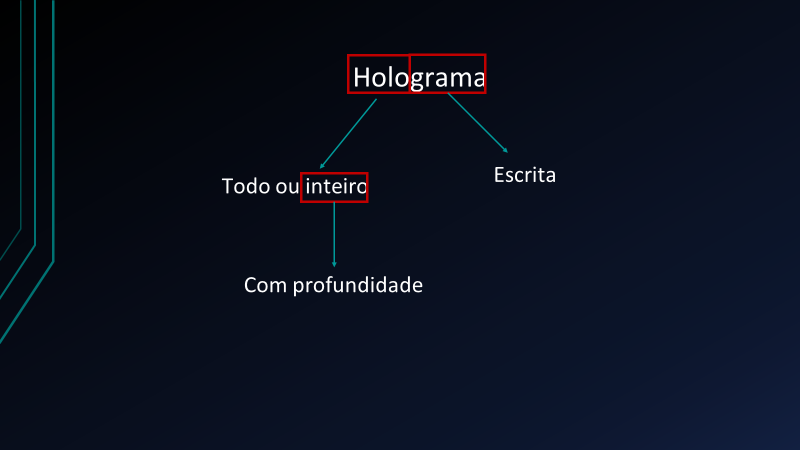 Holograma
Todo ou inteiro
Escrita
Com profundidade